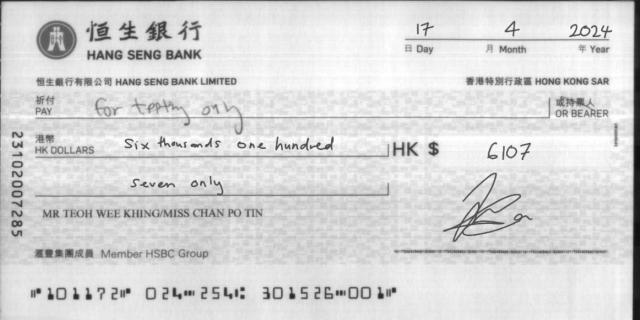 恒生銀行
HANG SENG BANK
17 4 2024
日 Day 月 Month 年 Year
恒生銀行有限公司 HANG SENG BANK LIMITED
香港特別行政區 HONG KONG SAR
祈付
PAY
for only
或持票人
OR BEARER
港幣
HK DOLLARS
Six thousands one hundred
HK $ 6107
seven only
MR TEOH WEE KHING/MISS CHAN PO TIN
滙豐集團成員 Member HSBC Group
23102007285
⑈101172⑈ 024⑉254⑆ 301526⑉001⑈